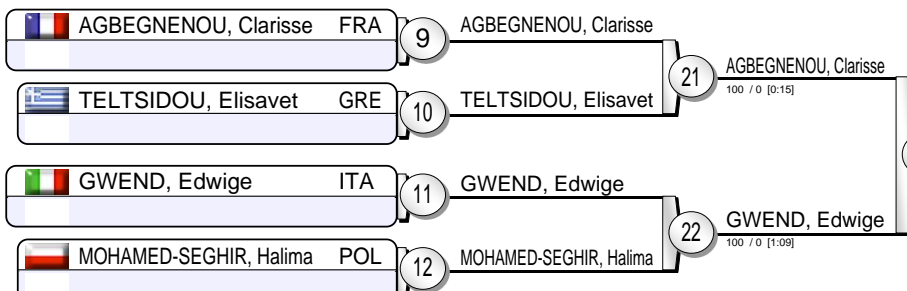 AGBEGNENOU, Clarisse FRA
9
AGBEGNENOU, Clarisse
TELTSIDOU, Elisavet GRE
10
TELTSIDOU, Elisavet
21
AGBEGNENOU, Clarisse
100 / 0 [0:15]
GWEND, Edwige ITA
11
GWEND, Edwige
MOHAMED-SEGHIR, Halima POL
12
MOHAMED-SEGHIR, Halima
22
GWEND, Edwige
100 / 0 [1:09]